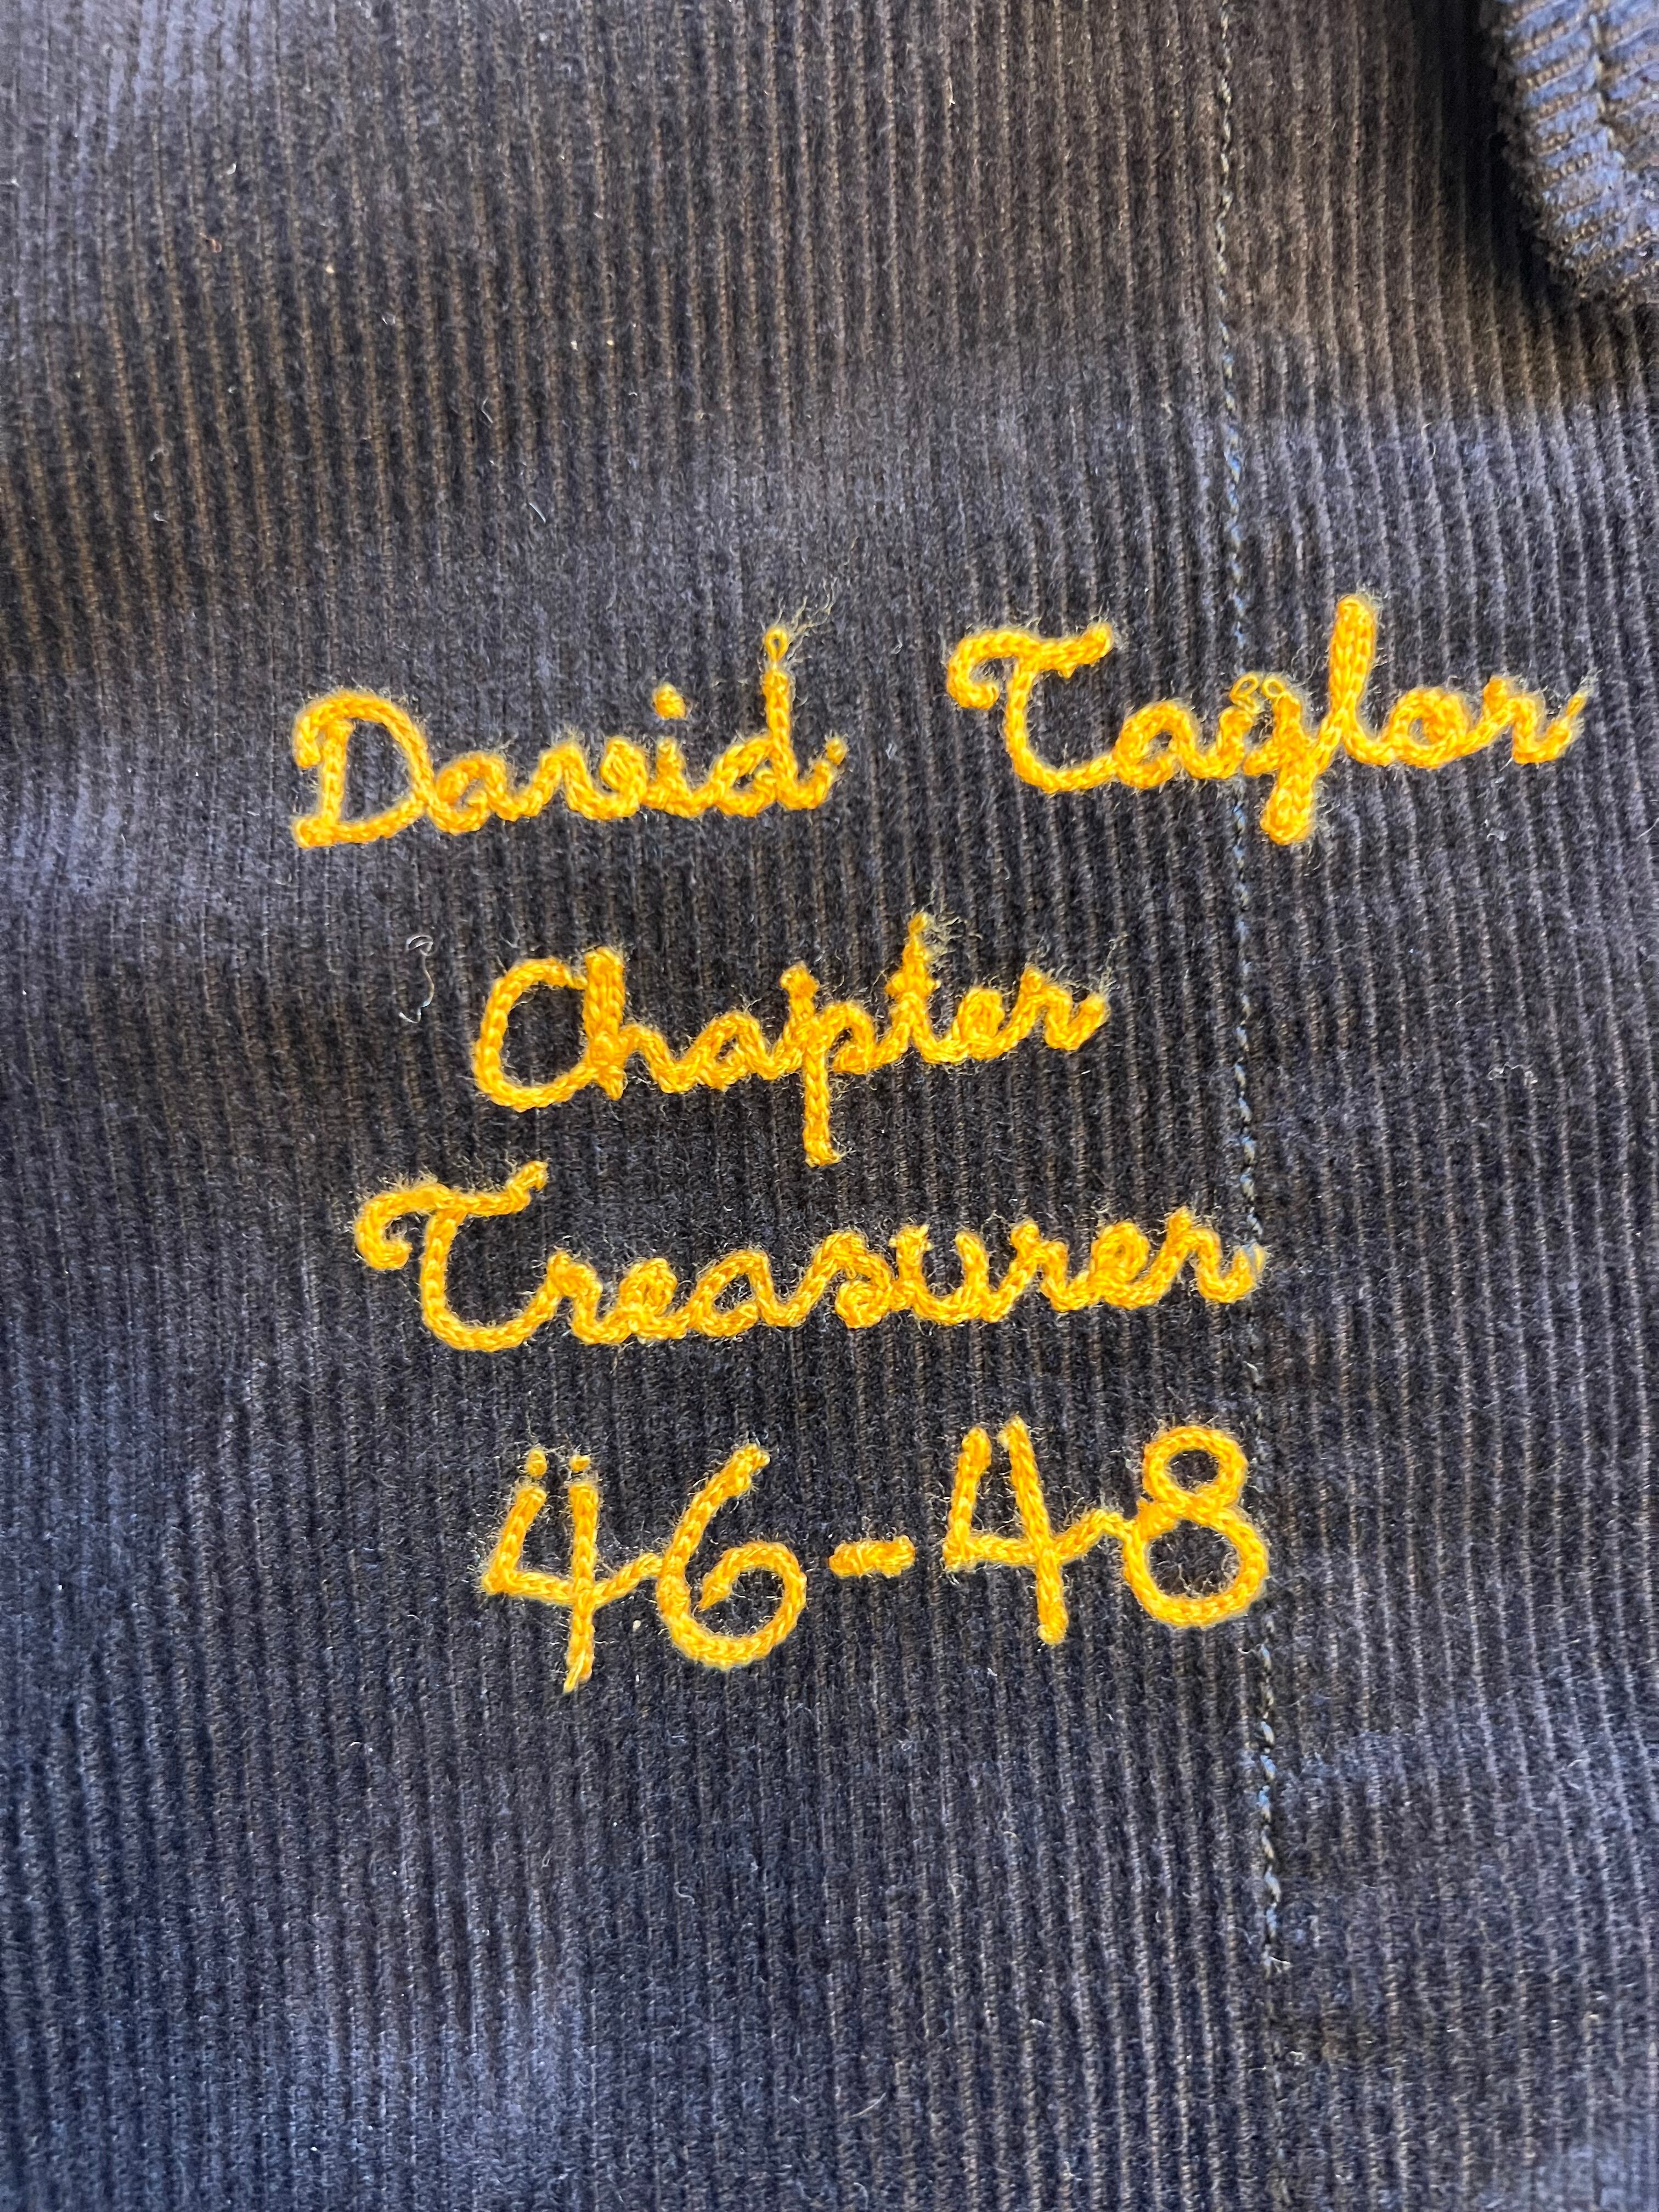 David Taylor
Chapter
Treasurer
46-48